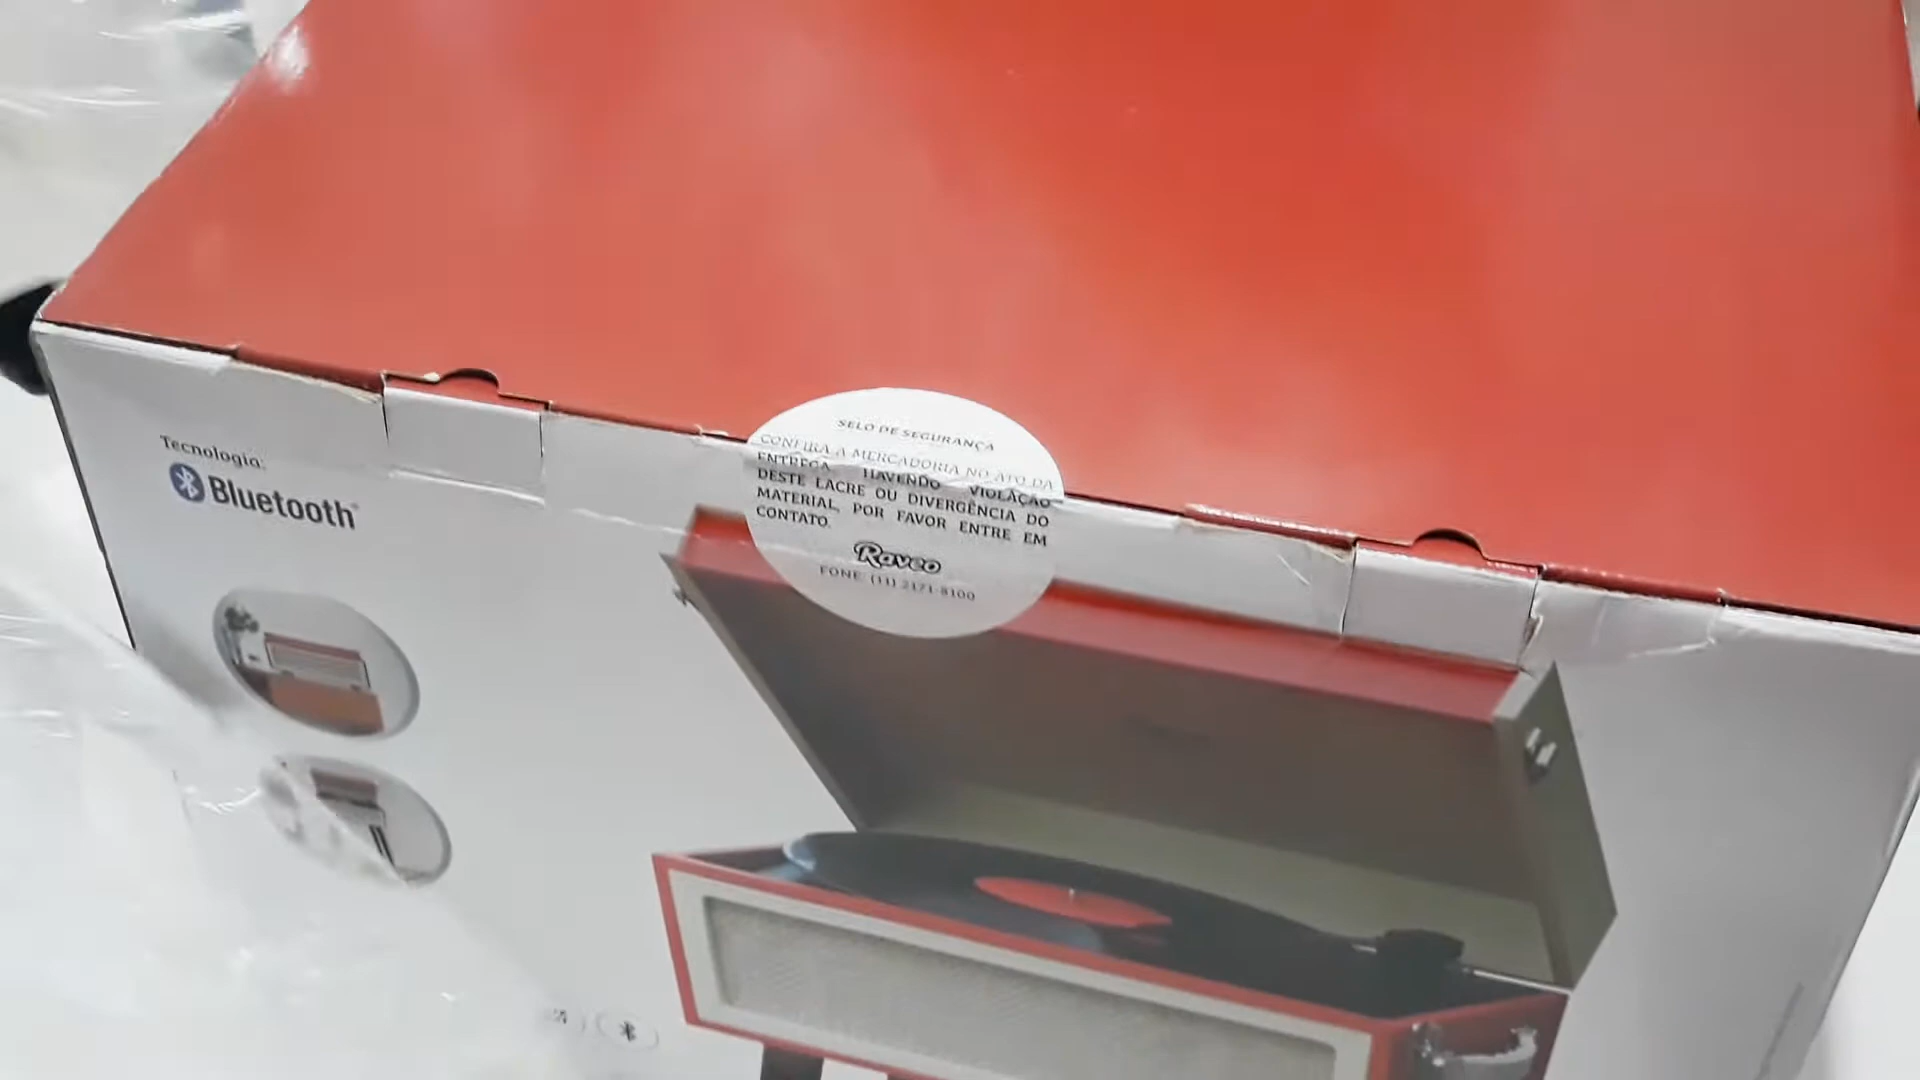 Tecnologia:
Bluetooth
SELO DE SEGURANÇA
CONFIRA A MERCADORIA NO ATO DA
ENTREGA. HAVENDO VIOLAÇÃO
DESTE LACRE OU DIVERGÊNCIA DO
MATERIAL, POR FAVOR ENTRE EM
CONTATO.
Raveo
FONE: (11) 2171-8100